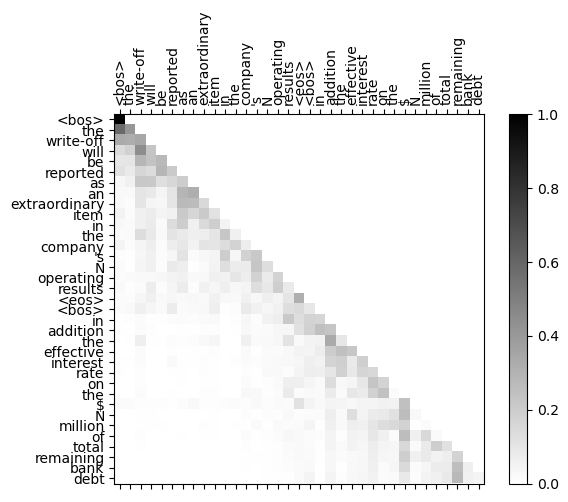 <bos> the write-off will be reported as an extraordinary item in the company 's N operating results <eos> <bos> in addition the effective interest rate on the $ N million of total remaining bank debt
<bos>
the
write-off
will
be
reported
as
an
extraordinary
item
in
the
company
's
N
operating
results
<eos>
<bos>
in
addition
the
effective
interest
rate
on
the
$
N
million
of
total
remaining
bank
debt
1.0
0.8
0.6
0.4
0.2
0.0